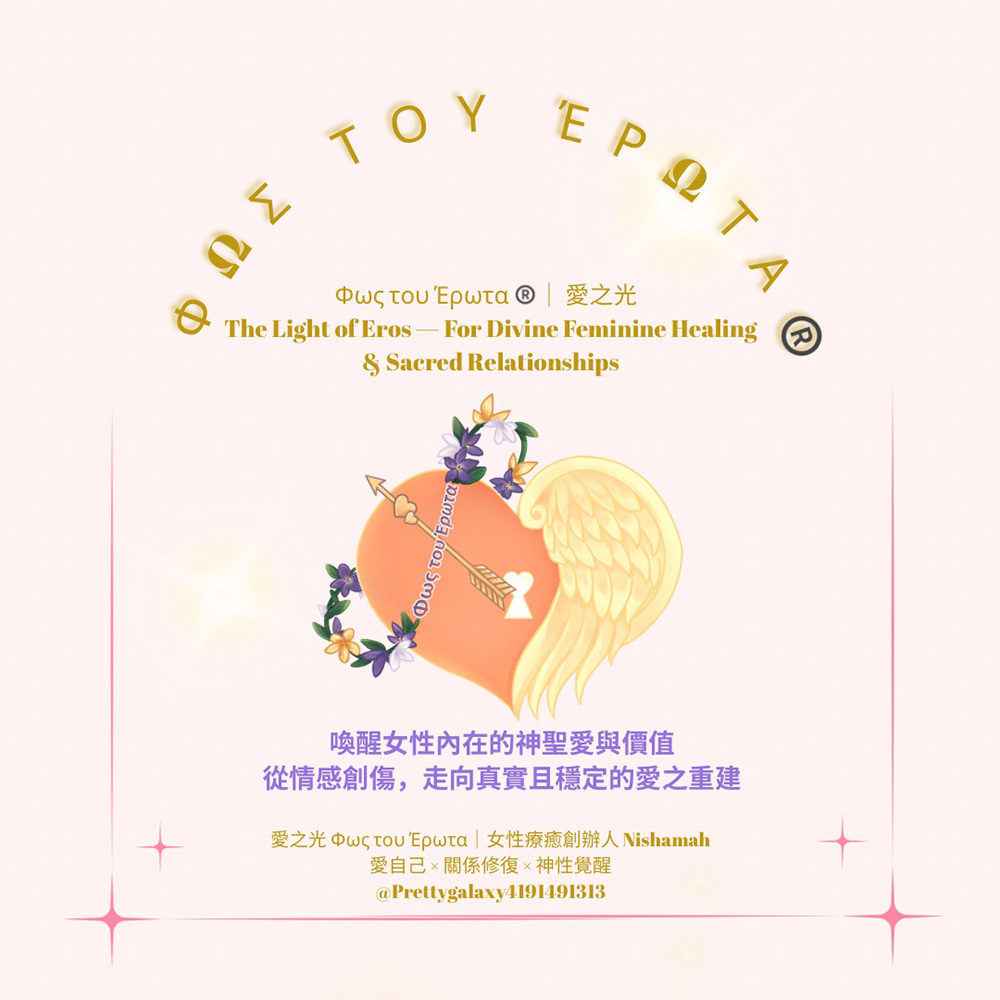 ΦΩΣ ΤΟΥ ΈΡΩΤΑ ®
Φως του Έρωτα ® | 愛之光
The Light of Eros — For Divine Feminine Healing
& Sacred Relationships
Φως του Έρωτα
喚醒女性內在的神聖愛與價值
從情感創傷，走向真實且穩定的愛之重建
愛之光 Φως του Έρωτα | 女性療癒創辦人 Nishamah
愛自己 × 關係修復 × 神性覺醒
@Prettygalaxy4191491313